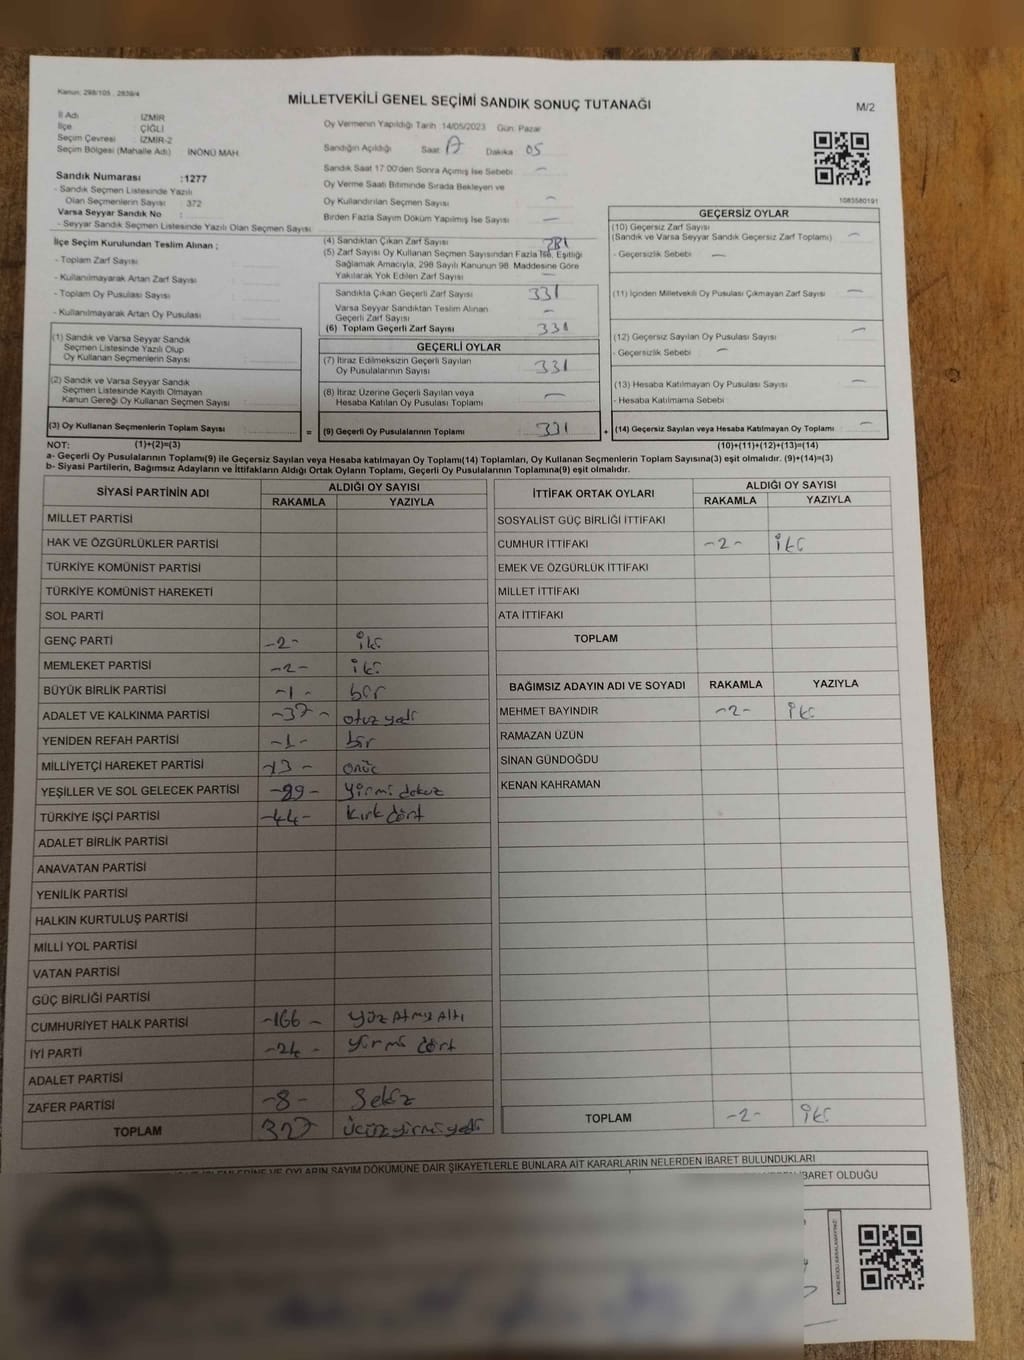 Kanun: 298/105 , 2839/4
MİLLETVEKİLİ GENEL SEÇİMİ SANDIK SONUÇ TUTANAĞI
M/2
İl Adı İZMİR
İlçe ÇİĞLİ
Seçim Çevresi İZMİR-2
Seçim Bölgesi (Mahalle Adı) İNÖNÜ MAH.
Oy Vermenin Yapıldığı Tarih 14/05/2023 Gün: Pazar
Sandığın Açıldığı Saat Dakika 05
Sandık Saat 17:00'den Sonra Açımış İse Sebebi –
Oy Verme Saati Bitiminde Sırada Bekleyen ve
Oy Kullandırılan Seçmen Sayısı –
Birden Fazla Sayım Döküm Yapılmış İse Sayısı –
Sandık Numarası :1277
- Sandık Seçmen Listesinde Yazılı
Olan Seçmenlerin Sayısı : 372
Varsa Seyyar Sandık No :
- Seyyar Sandık Seçmen Listesinde Yazılı Olan Seçmen Sayısı:
1083580191
İlçe Seçim Kurulundan Teslim Alınan ;
- Toplam Zarf Sayısı :
- Kullanılmayarak Artan Zarf Sayısı :
- Toplam Oy Pusulası Sayısı :
- Kullanılmayarak Artan Oy Pusulası :
(1) Sandık ve Varsa Seyyar Sandık
Seçmen Listesinde Yazılı Olup
Oy Kullanan Seçmenlerin Sayısı :
(2) Sandık ve Varsa Seyyar Sandık
Seçmen Listesinde Kayıtlı Olmayan
Kanun Gereği Oy Kullanan Seçmen Sayısı :
(3) Oy Kullanan Seçmenlerin Toplam Sayısı :
(4) Sandıktan Çıkan Zarf Sayısı
(5) Zarf Sayısı Oy Kullanan Seçmen Sayısından Fazla İse, Eşitliği
Sağlamak Amacıyla, 298 Sayılı Kanunun 98. Maddesine Göre
Yakılarak Yok Edilen Zarf Sayısı –
Sandıkta Çıkan Geçerli Zarf Sayısı 331
Varsa Seyyar Sandıktan Teslim Alınan
Geçerli Zarf Sayısı –
(6) Toplam Geçerli Zarf Sayısı 331
GEÇERLİ OYLAR
(7) İtiraz Edilmeksizin Geçerli Sayılan
Oy Pusulalarının Sayısı 331
(8) İtiraz Üzerine Geçerli Sayılan veya
Hesaba Katılan Oy Pusulası Toplamı –
= (9) Geçerli Oy Pusulalarının Toplamı 331
GEÇERSİZ OYLAR
(10) Geçersiz Zarf Sayısı
(Sandık ve Varsa Seyyar Sandık Geçersiz Zarf Toplamı) –
- Geçersizlik Sebebi : –
(11) İçinden Milletvekili Oy Pusulası Çıkmayan Zarf Sayısı –
(12) Geçersiz Sayılan Oy Pusulası Sayısı –
- Geçersizlik Sebebi : –
(13) Hesaba Katılmayan Oy Pusulası Sayısı –
- Hesaba Katılmama Sebebi :
+ (14) Geçersiz Sayılan veya Hesaba Katılmayan Oy Toplamı –
NOT: (1)+(2)=(3) (10)+(11)+(12)+(13)=(14)
a- Geçerli Oy Pusulalarının Toplamı(9) ile Geçersiz Sayılan veya Hesaba katılmayan Oy Toplamı(14) Toplamları, Oy Kullanan Seçmenlerin Toplam Sayısına(3) eşit olmalıdır. (9)+(14)=(3)
b- Siyasi Partilerin, Bağımsız Adayların ve İttifakların Aldığı Ortak Oyların Toplamı, Geçerli Oy Pusulalarının Toplamına(9) eşit olmalıdır.
SİYASİ PARTİNİN ADI ALDIĞI OY SAYISI
RAKAMLA YAZIYLA
MİLLET PARTİSİ
HAK VE ÖZGÜRLÜKLER PARTİSİ
TÜRKİYE KOMÜNİST PARTİSİ
TÜRKİYE KOMÜNİST HAREKETİ
SOL PARTİ
GENÇ PARTİ -2- iki
MEMLEKET PARTİSİ -2- iki
BÜYÜK BİRLİK PARTİSİ -1- bir
ADALET VE KALKINMA PARTİSİ -37- otuz yedi
YENİDEN REFAH PARTİSİ -1- bir
MİLLİYETÇİ HAREKET PARTİSİ -13- onüç
YEŞİLLER VE SOL GELECEK PARTİSİ -29- yirmi dokuz
TÜRKİYE İŞÇİ PARTİSİ -44- kırk dört
ADALET BİRLİK PARTİSİ
ANAVATAN PARTİSİ
YENİLİK PARTİSİ
HALKIN KURTULUŞ PARTİSİ
MİLLİ YOL PARTİSİ
VATAN PARTİSİ
GÜÇ BİRLİĞİ PARTİSİ
CUMHURİYET HALK PARTİSİ -166- yüz Atmış Altı
İYİ PARTİ -24- yirmi dört
ADALET PARTİSİ
ZAFER PARTİSİ -8- Sekiz
TOPLAM 327 Üçüzyirmiyedi
İTTİFAK ORTAK OYLARI ALDIĞI OY SAYISI
RAKAMLA YAZIYLA
SOSYALİST GÜÇ BİRLİĞİ İTTİFAKI
CUMHUR İTTİFAKI -2- iki
EMEK VE ÖZGÜRLÜK İTTİFAKI
MİLLET İTTİFAKI
ATA İTTİFAKI
TOPLAM
BAĞIMSIZ ADAYIN ADI VE SOYADI RAKAMLA YAZIYLA
MEHMET BAYINDIR -2- iki
RAMAZAN UZUN
SİNAN GÜNDOĞDU
KENAN KAHRAMAN
TOPLAM -2- iki
OYLARIN SAYIM DÖKÜMÜNE DAİR ŞİKAYETLERLE BUNLARA AİT KARARLARIN NELERDEN İBARET BULUNDUKLARI
İBARET OLDUĞU